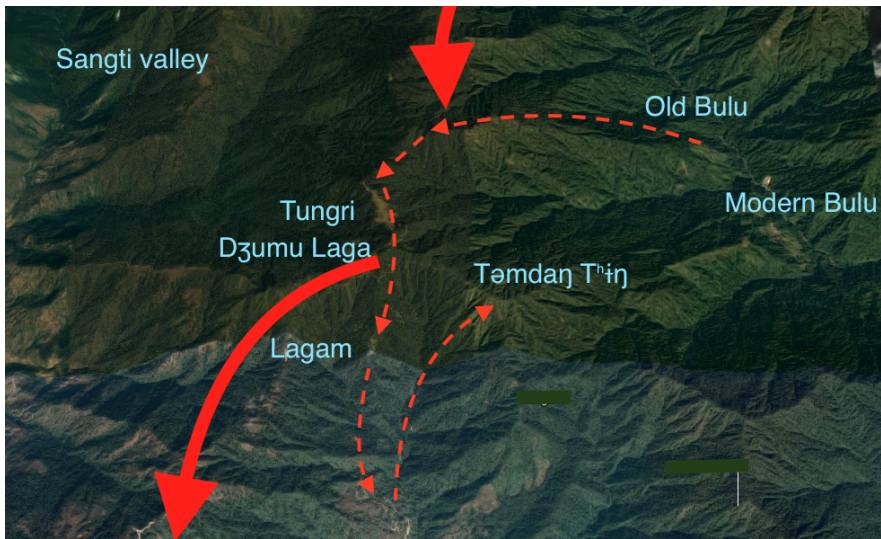 Sangti valley
Old Bulu
Modern Bulu
Tungri
Dʒumu Laga
Təmdaŋ Tʰɨŋ
Lagam